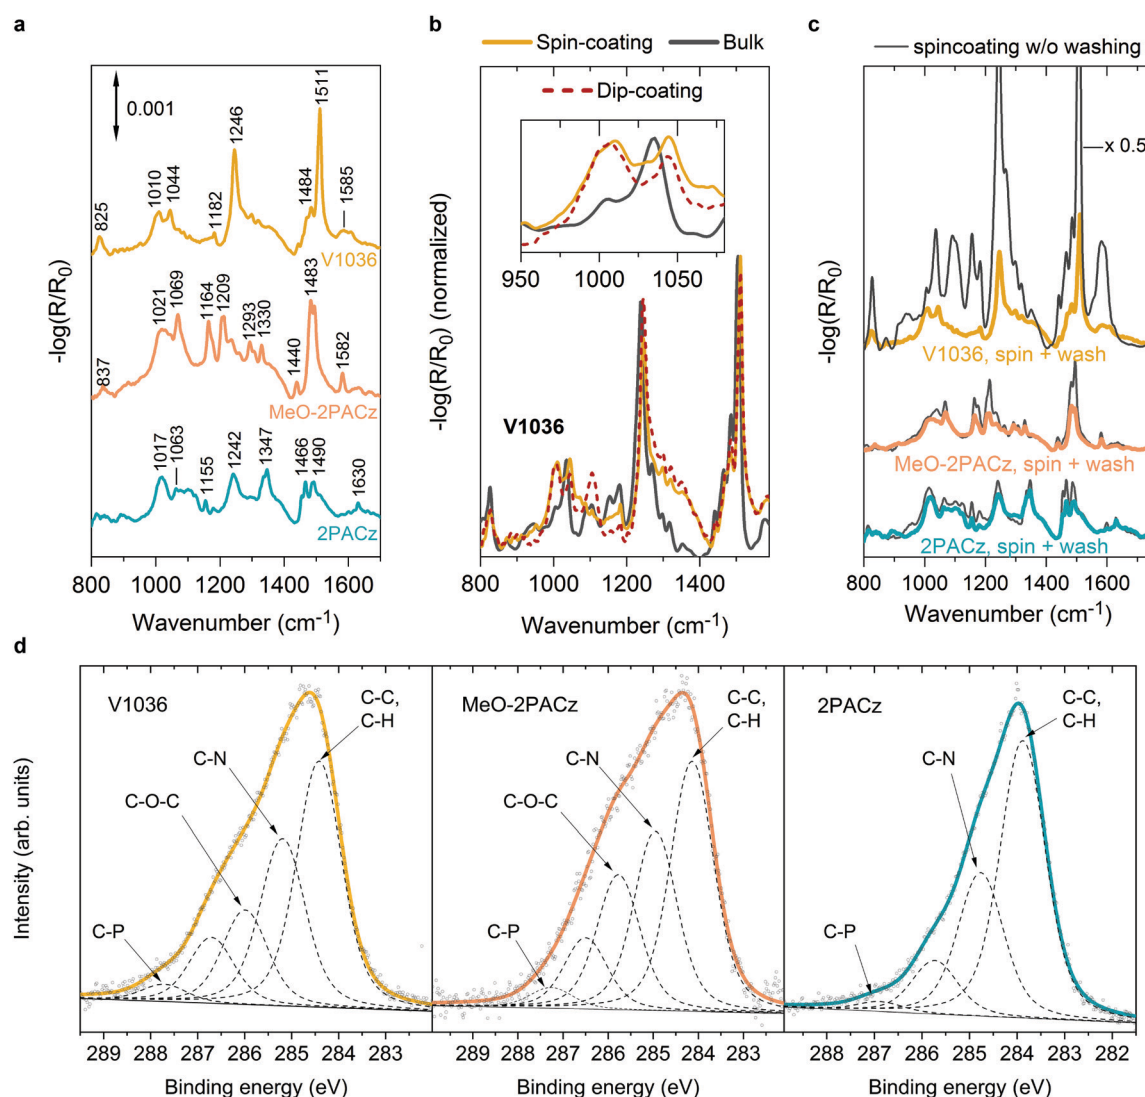 a
0.001
825
1010
1044
1182
1246
1484
1511
1585
V1036
837
1021
1069
1164
1209
1293
1330
1440
1483
1582
MeO-2PACz
1017
1063
1155
1242
1347
1466
1490
1630
2PACz
-log(R/R0)
800 1000 1200 1400 1600
Wavenumber (cm-1)
b
Spin-coating
Bulk
Dip-coating
950 1000 1050
V1036
-log(R/R0) (normalized)
800 1000 1200 1400 1600
Wavenumber (cm-1)
c
spincoating w/o washing
x 0.5
V1036, spin + wash
MeO-2PACz, spin + wash
2PACz, spin + wash
-log(R/R0)
800 1000 1200 1400 1600
Wavenumber (cm-1)
d
Intensity (arb. units)
V1036
C-C,
C-H
C-N
C-O-C
C-P
289 288 287 286 285 284 283
Binding energy (eV)
MeO-2PACz
C-C,
C-H
C-N
C-O-C
C-P
289 288 287 286 285 284 283 282
Binding energy (eV)
2PACz
C-C,
C-H
C-N
C-P
288 287 286 285 284 283 282
Binding energy (eV)